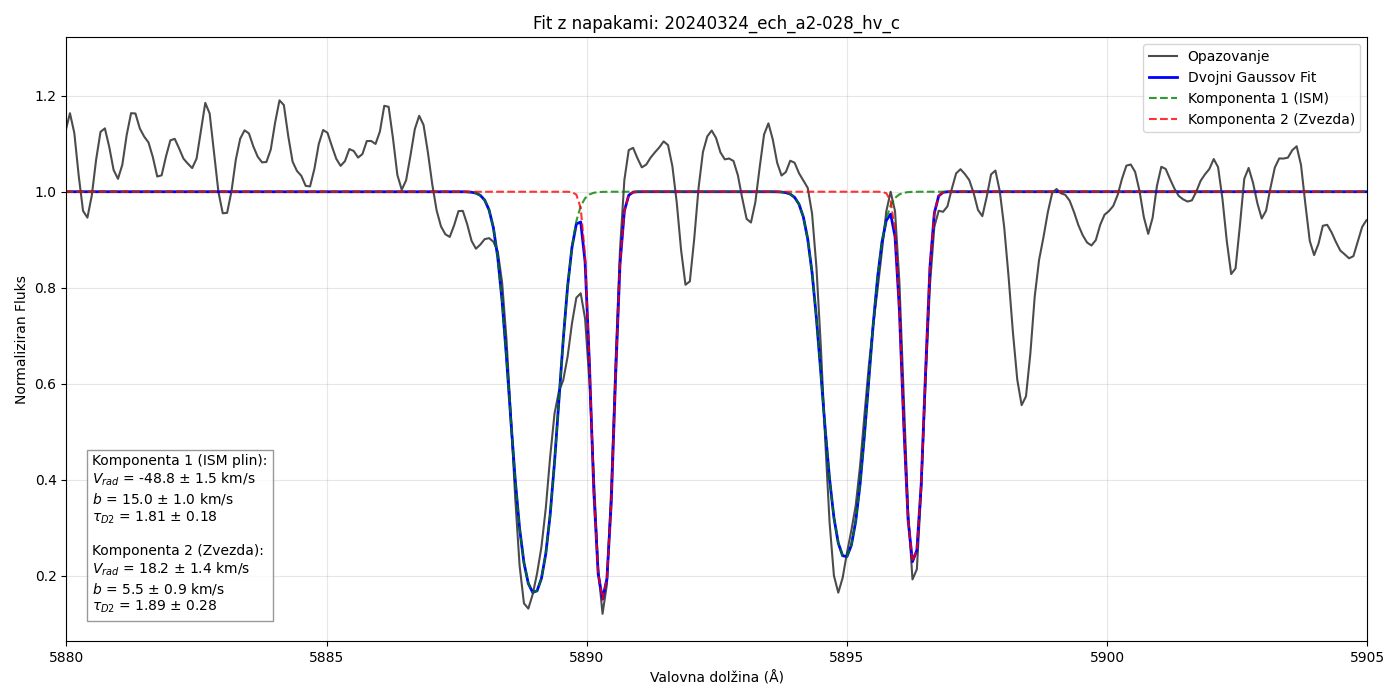 Fit z napakami: 20240324_ech_a2-028_hv_c
Opazovanje
Dvojni Gaussov Fit
Komponenta 1 (ISM)
Komponenta 2 (Zvezda)
Normaliziran Fluks
1.2
1.0
0.8
0.6
0.4
0.2
Komponenta 1 (ISM plin):
V_rad = -48.8 ± 1.5 km/s
b = 15.0 ± 1.0 km/s
τ_D2 = 1.81 ± 0.18
Komponenta 2 (Zvezda):
V_rad = 18.2 ± 1.4 km/s
b = 5.5 ± 0.9 km/s
τ_D2 = 1.89 ± 0.28
5880 5885 5890 5895 5900 5905
Valovna dolžina (Å)